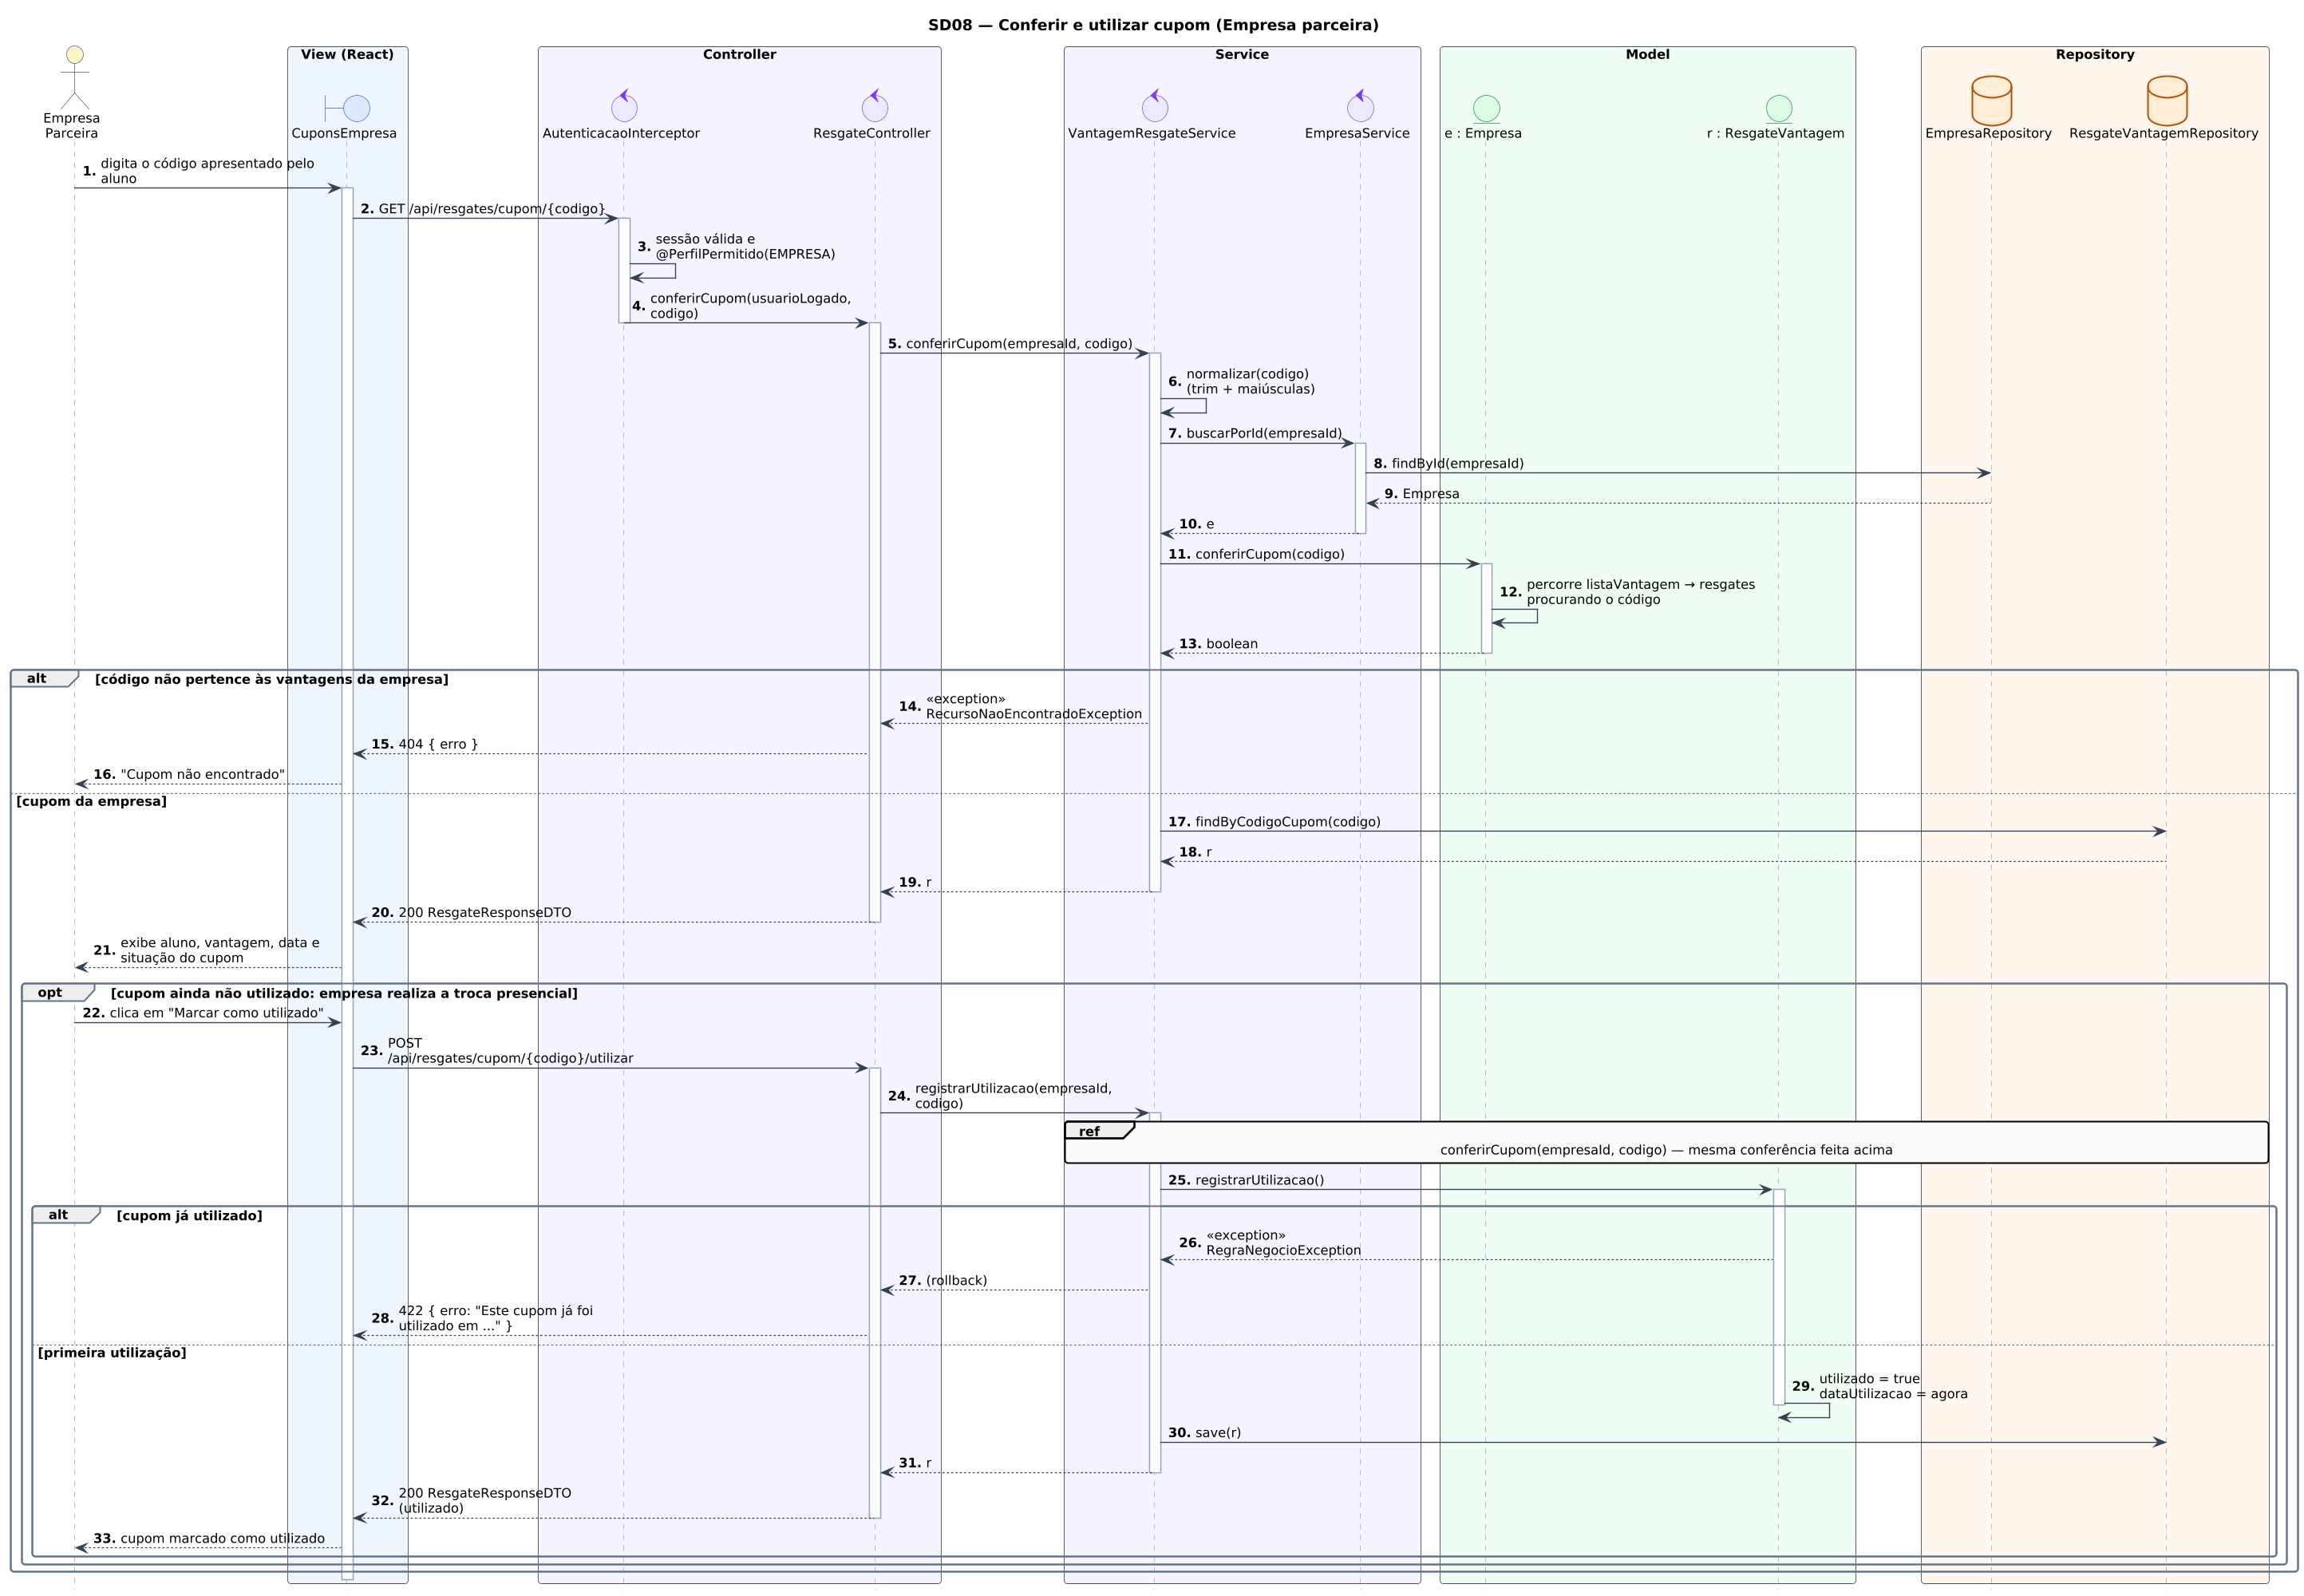 SD08 — Conferir e utilizar cupom (Empresa parceira)
View (React)
Controller
Service
Model
Repository
Empresa
Parceira
CuponsEmpresa
AutenticacaoInterceptor
ResgateController
VantagemResgateService
EmpresaService
e : Empresa
r : ResgateVantagem
EmpresaRepository
ResgateVantagemRepository
1. digita o código apresentado pelo
aluno
2. GET /api/resgates/cupom/{codigo}
3. sessão válida e
@PerfilPermitido(EMPRESA)
4. conferirCupom(usuarioLogado,
codigo)
5. conferirCupom(empresaId, codigo)
6. normalizar(codigo)
(trim + maiúsculas)
7. buscarPorId(empresaId)
8. findById(empresaId)
9. Empresa
10. e
11. conferirCupom(codigo)
12. percorre listaVantagem → resgates
procurando o código
13. boolean
alt [código não pertence às vantagens da empresa]
14. «exception»
RecursoNaoEncontradoException
15. 404 { erro }
16. "Cupom não encontrado"
[cupom da empresa]
17. findByCodigoCupom(codigo)
18. r
19. r
20. 200 ResgateResponseDTO
21. exibe aluno, vantagem, data e
situação do cupom
opt [cupom ainda não utilizado: empresa realiza a troca presencial]
22. clica em "Marcar como utilizado"
23. POST
/api/resgates/cupom/{codigo}/utilizar
24. registrarUtilizacao(empresaId,
codigo)
ref
conferirCupom(empresaId, codigo) — mesma conferência feita acima
25. registrarUtilizacao()
alt [cupom já utilizado]
26. «exception»
RegraNegocioException
27. (rollback)
28. 422 { erro: "Este cupom já foi
utilizado em ..." }
[primeira utilização]
29. utilizado = true
dataUtilizacao = agora
30. save(r)
31. r
32. 200 ResgateResponseDTO
(utilizado)
33. cupom marcado como utilizado